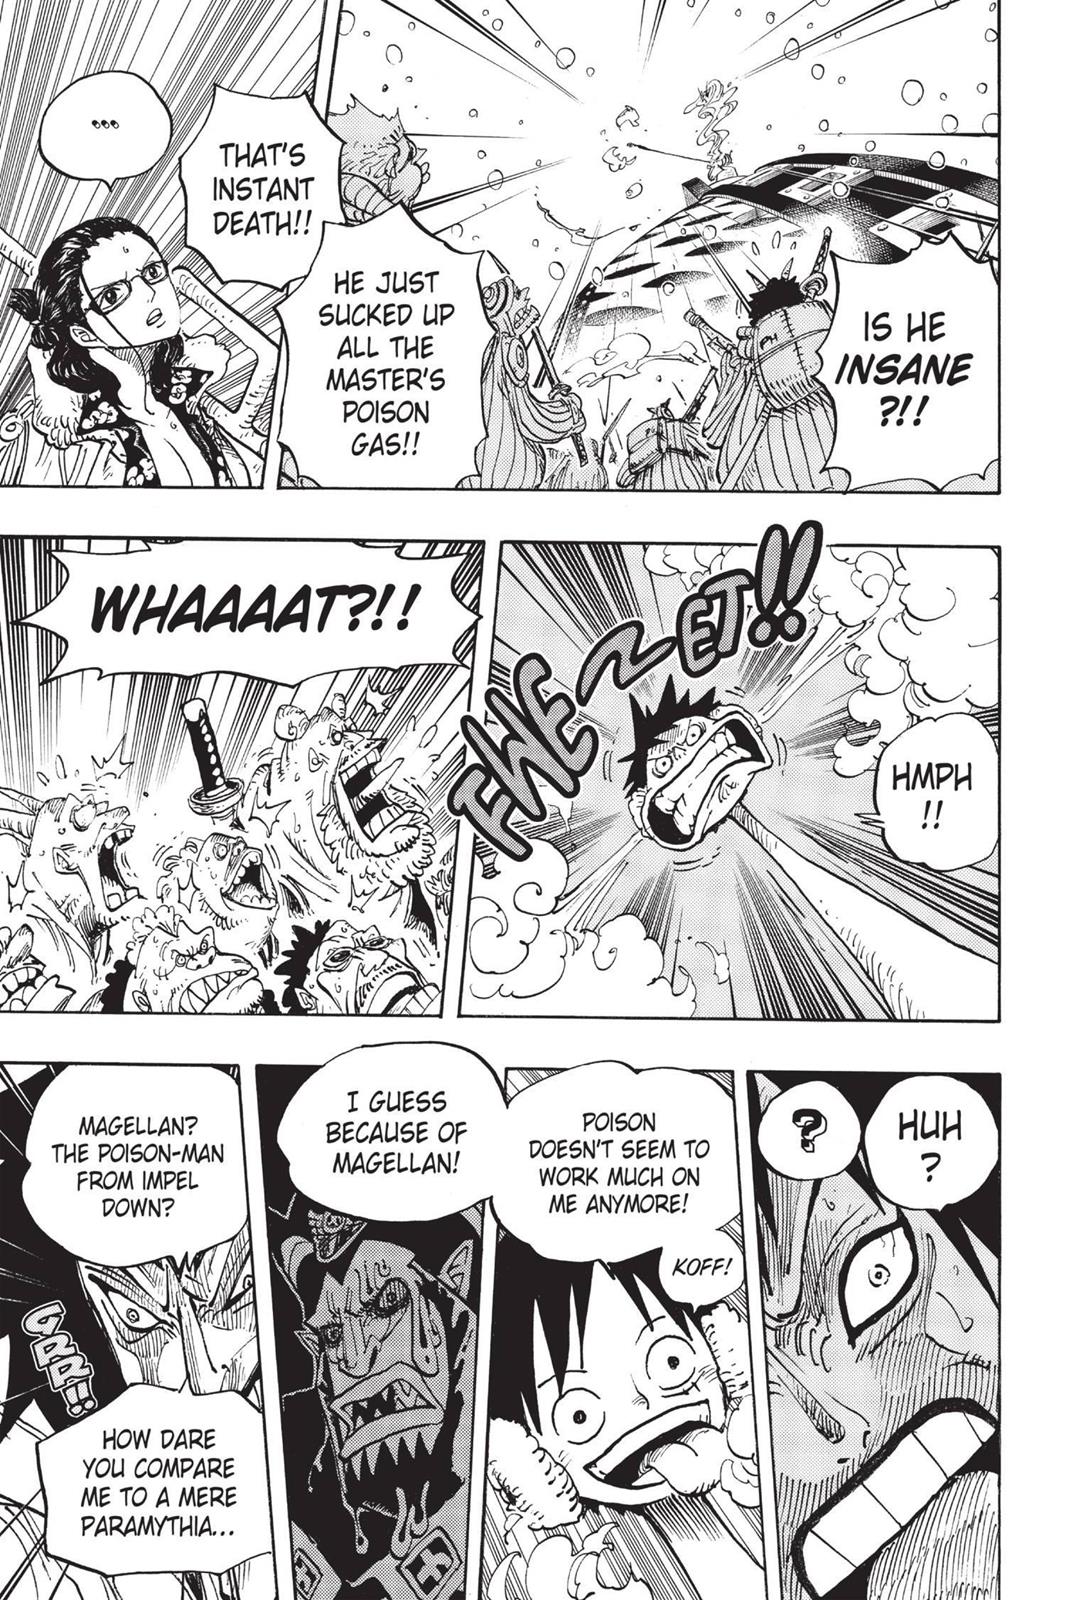 IS HE
INSANE
?!!
HE JUST
SUCKED UP
ALL THE
MASTER'S
POISON
GAS!!
THAT'S
INSTANT
DEATH!!
...
HMPH
!!
FWE~ET!!
WHAAAAT?!!
HUH
?
?
POISON
DOESN'T SEEM TO
WORK MUCH ON
ME ANYMORE!
KOFF!
I GUESS
BECAUSE OF
MAGELLAN!
MAGELLAN?
THE POISON-MAN
FROM IMPEL
DOWN?
GRR!!
HOW DARE
YOU COMPARE
ME TO A MERE
PARAMYTHIA...